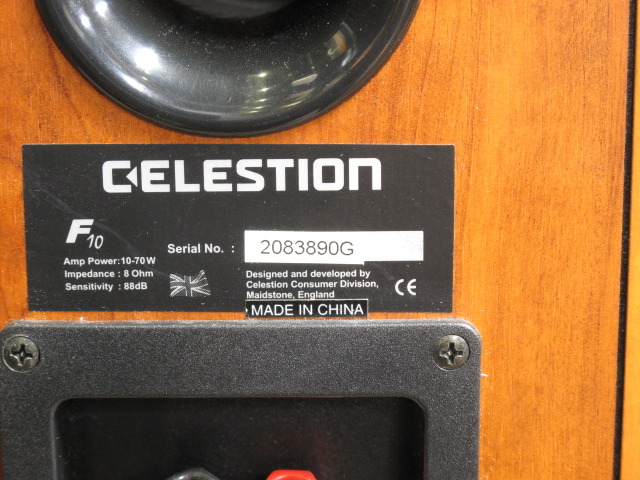 CELESTION
F10
Serial No. : 2083890G
Amp Power:10-70W
Impedance : 8 Ohm
Sensitivity : 88dB
Designed and developed by
Celestion Consumer Division,
Maidstone, England
CE
MADE IN CHINA